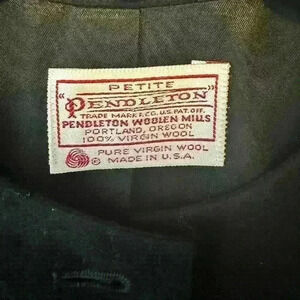 PETITE
"PENDLETON"
TRADE MARK REG. U.S. PAT. OFF.
PENDLETON WOOLEN MILLS
PORTLAND, OREGON
100% VIRGIN WOOL
PURE VIRGIN WOOL
© MADE IN U.S.A.